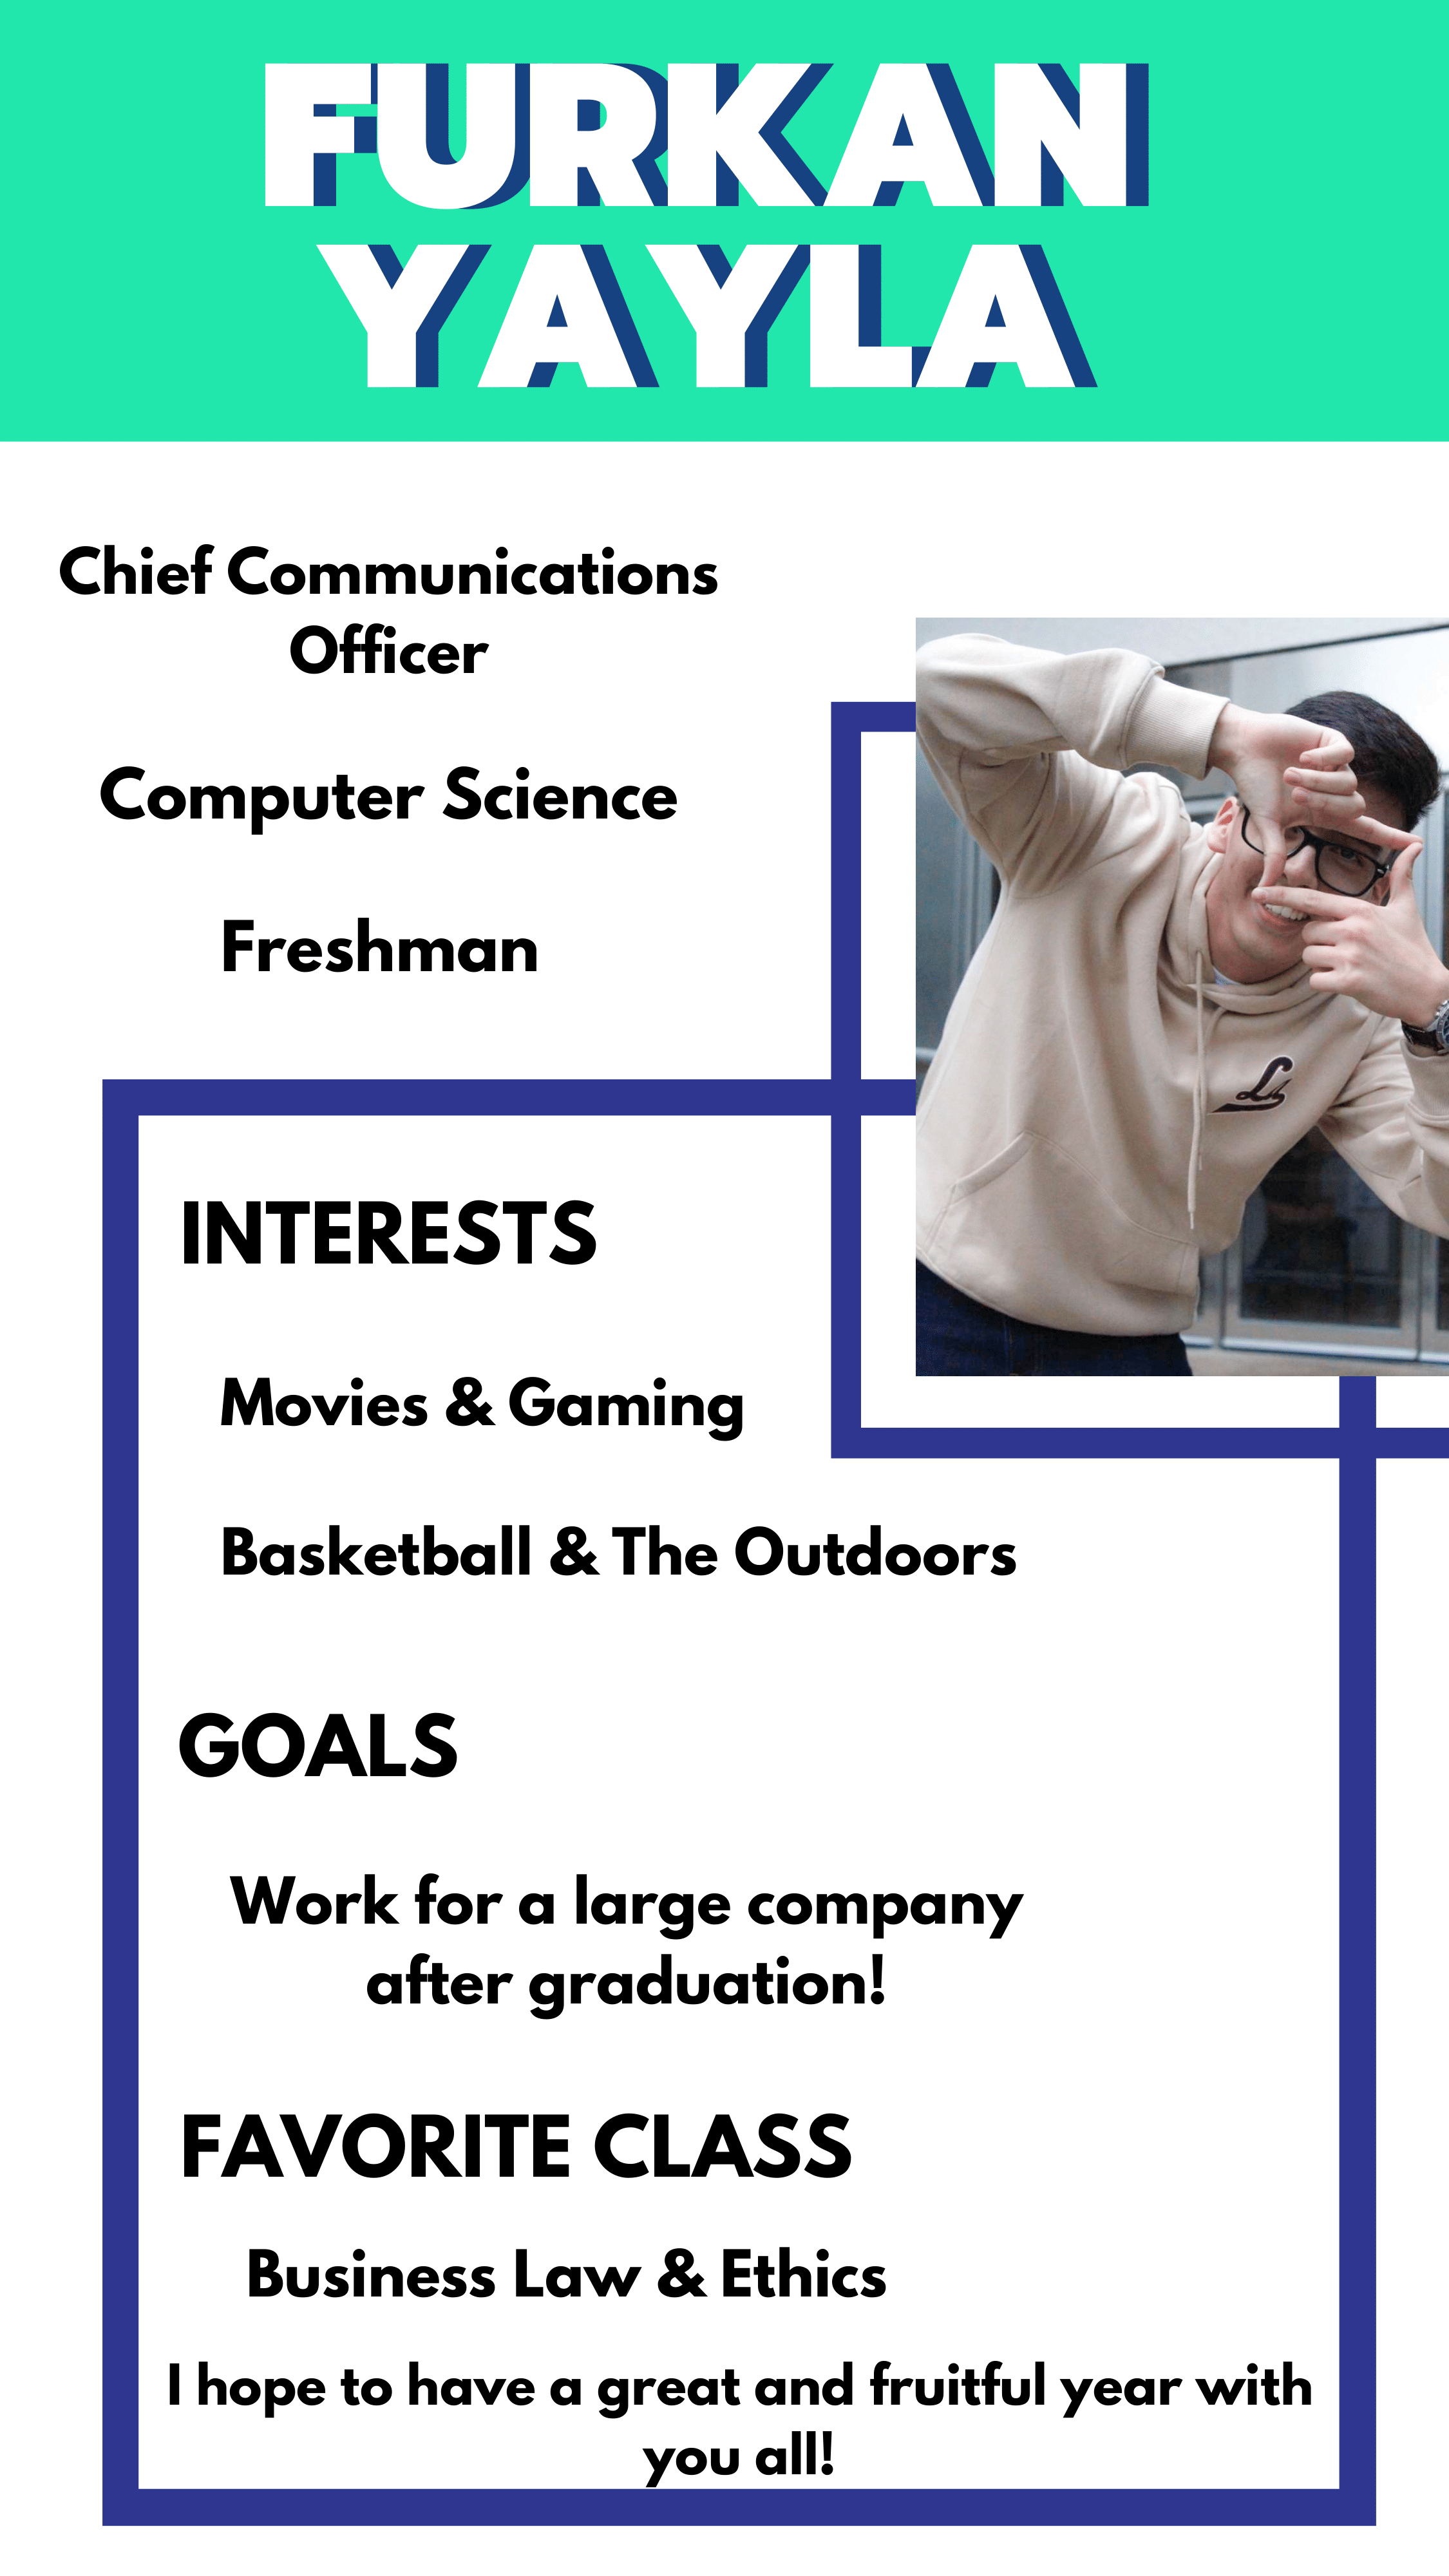 FURKAN
YAYLA
Chief Communications
Officer
Computer Science
Freshman
INTERESTS
Movies & Gaming
Basketball & The Outdoors
GOALS
Work for a large company
after graduation!
FAVORITE CLASS
Business Law & Ethics
I hope to have a great and fruitful year with
you all!